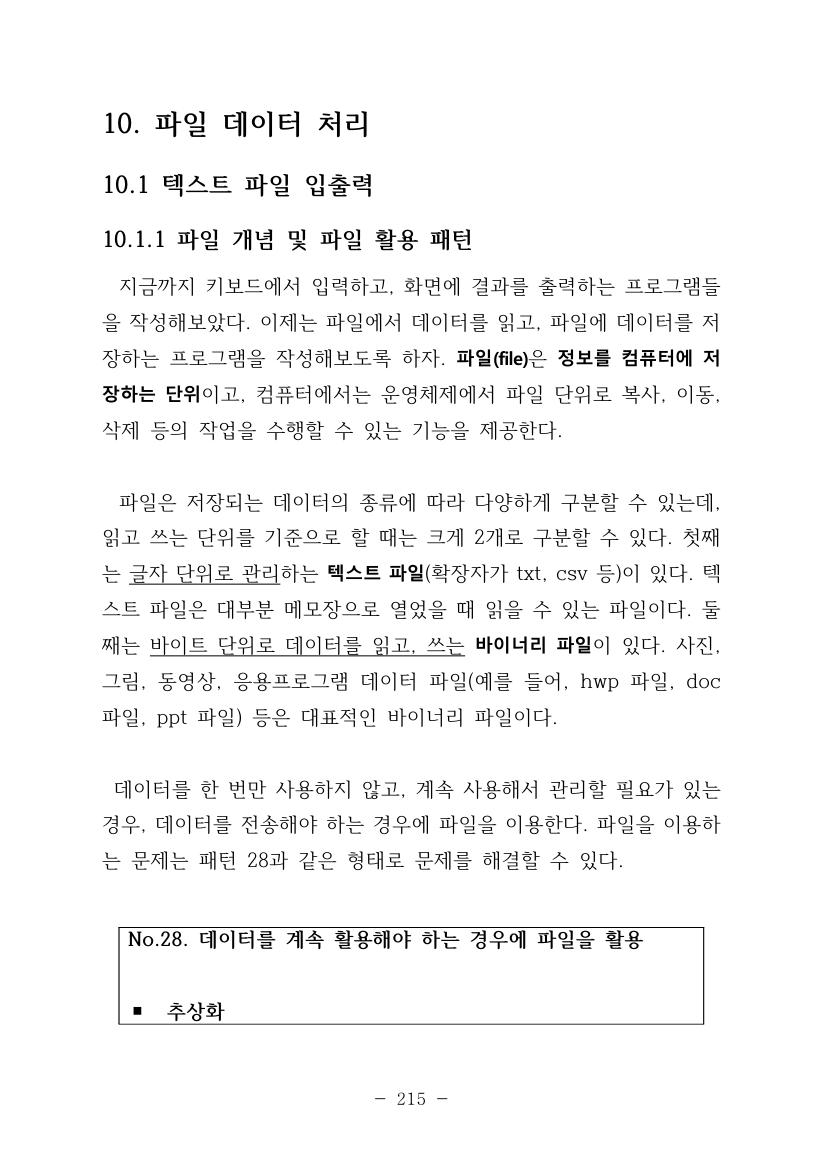 10. 파일 데이터 처리
10.1 텍스트 파일 입출력
10.1.1 파일 개념 및 파일 활용 패턴
지금까지 키보드에서 입력하고, 화면에 결과를 출력하는 프로그램들
을 작성해보았다. 이제는 파일에서 데이터를 읽고, 파일에 데이터를 저
장하는 프로그램을 작성해보도록 하자. 파일(file)은 정보를 컴퓨터에 저
장하는 단위이고, 컴퓨터에서는 운영체제에서 파일 단위로 복사, 이동,
삭제 등의 작업을 수행할 수 있는 기능을 제공한다.
파일은 저장되는 데이터의 종류에 따라 다양하게 구분할 수 있는데,
읽고 쓰는 단위를 기준으로 할 때는 크게 2개로 구분할 수 있다. 첫째
는 글자 단위로 관리하는 텍스트 파일(확장자가 txt, csv 등)이 있다. 텍
스트 파일은 대부분 메모장으로 열었을 때 읽을 수 있는 파일이다. 둘
째는 바이트 단위로 데이터를 읽고, 쓰는 바이너리 파일이 있다. 사진,
그림, 동영상, 응용프로그램 데이터 파일(예를 들어, hwp 파일, doc
파일, ppt 파일) 등은 대표적인 바이너리 파일이다.
데이터를 한 번만 사용하지 않고, 계속 사용해서 관리할 필요가 있는
경우, 데이터를 전송해야 하는 경우에 파일을 이용한다. 파일을 이용하
는 문제는 패턴 28과 같은 형태로 문제를 해결할 수 있다.
No.28. 데이터를 계속 활용해야 하는 경우에 파일을 활용
▪ 추상화
- 215 -